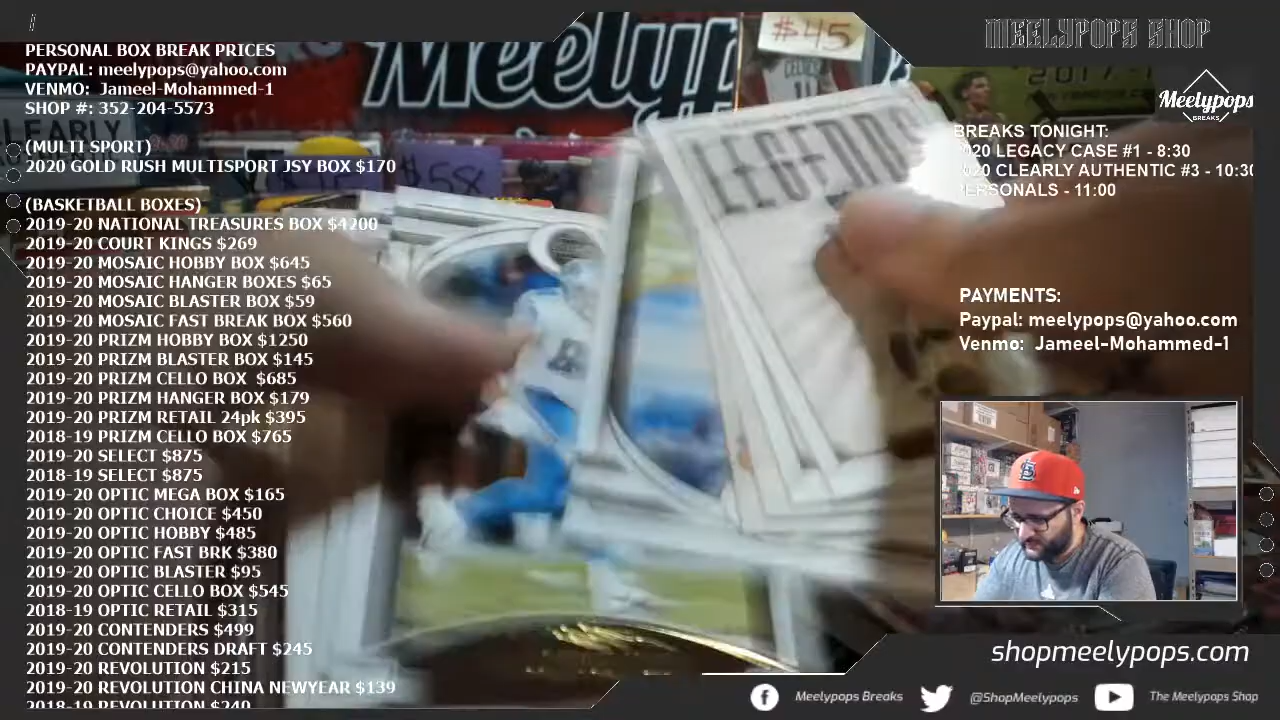 PERSONAL BOX BREAK PRICES
PAYPAL: meelypops@yahoo.com
VENMO: Jameel-Mohammed-1
SHOP #: 352-204-5573
(MULTI SPORT)
2020 GOLD RUSH MULTISPORT JSY BOX $170
(BASKETBALL BOXES)
2019-20 NATIONAL TREASURES BOX $4200
2019-20 COURT KINGS $269
2019-20 MOSAIC HOBBY BOX $645
2019-20 MOSAIC HANGER BOXES $65
2019-20 MOSAIC BLASTER BOX $59
2019-20 MOSAIC FAST BREAK BOX $560
2019-20 PRIZM HOBBY BOX $1250
2019-20 PRIZM BLASTER BOX $145
2019-20 PRIZM CELLO BOX $685
2019-20 PRIZM HANGER BOX $179
2019-20 PRIZM RETAIL 24pk $395
2018-19 PRIZM CELLO BOX $765
2019-20 SELECT $875
2018-19 SELECT $875
2019-20 OPTIC MEGA BOX $165
2019-20 OPTIC CHOICE $450
2019-20 OPTIC HOBBY $485
2019-20 OPTIC FAST BRK $380
2019-20 OPTIC BLASTER $95
2019-20 OPTIC CELLO BOX $545
2018-19 OPTIC RETAIL $315
2019-20 CONTENDERS $499
2019-20 CONTENDERS DRAFT $245
2019-20 REVOLUTION $215
2019-20 REVOLUTION CHINA NEWYEAR $139
2018-19 REVOLUTION $240
CLEARLY
Meelyp
$45
$58
LEGENDS
MEELYPOPS SHOP
Meelypops
BREAKS
BREAKS TONIGHT:
2020 LEGACY CASE #1 - 8:30
2020 CLEARLY AUTHENTIC #3 - 10:30
PERSONALS - 11:00
PAYMENTS:
Paypal: meelypops@yahoo.com
Venmo: Jameel-Mohammed-1
shopmeelypops.com
Meelypops Breaks
@ShopMeelypops
The Meelypops Shop